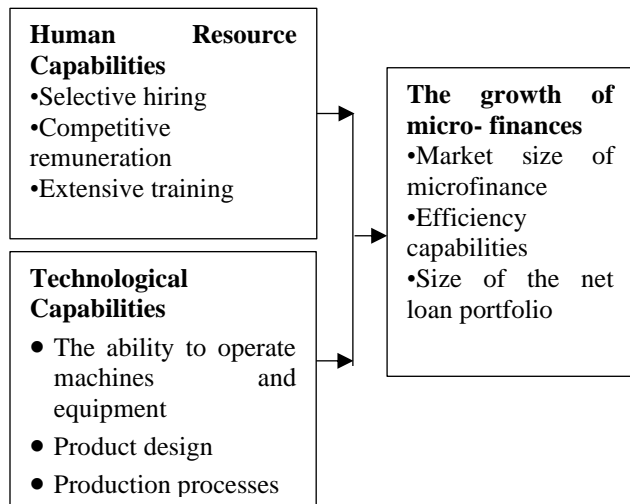 Human Resource
Capabilities
•Selective hiring
•Competitive
remuneration
•Extensive training
Technological
Capabilities
• The ability to operate
machines and
equipment
• Product design
• Production processes
The growth of
micro- finances
•Market size of
microfinance
•Efficiency
capabilities
•Size of the net
loan portfolio